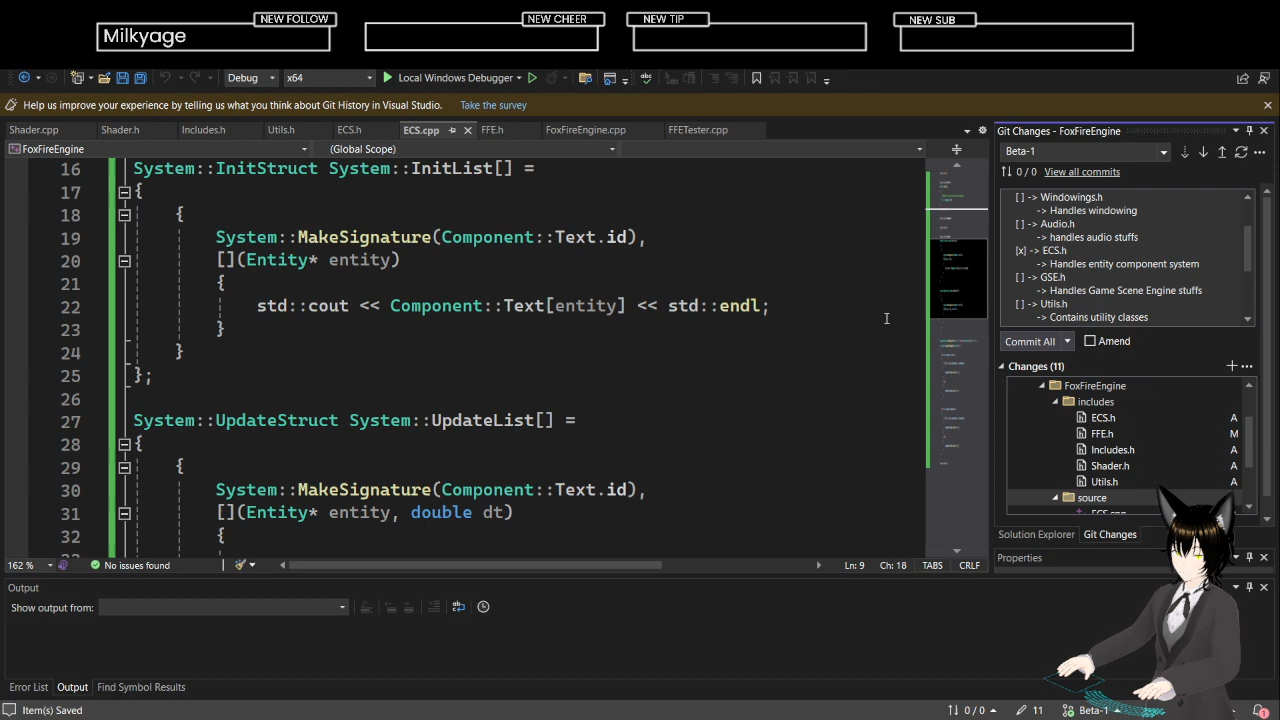 NEW FOLLOW
NEW CHEER
NEW TIP
NEW SUB
Milkyage
Debug
x64
Local Windows Debugger
Help us improve your experience by telling us what you think about Git History in Visual Studio. Take the survey
Shader.cpp
Shader.h
Includes.h
Utils.h
ECS.h
ECS.cpp
FFE.h
FoxFireEngine.cpp
FFETester.cpp
FoxFireEngine
(Global Scope)
16 System::InitStruct System::InitList[] =
17 {
18 {
19 System::MakeSignature(Component::Text.id),
20 [](Entity* entity)
21 {
22 std::cout << Component::Text[entity] << std::endl;
23 }
24 }
25 };
26
27 System::UpdateStruct System::UpdateList[] =
28 {
29 {
30 System::MakeSignature(Component::Text.id),
31 [](Entity* entity, double dt)
32 {
162 %
No issues found
Ln: 9 Ch: 18 TABS CRLF
Git Changes - FoxFireEngine
Beta-1
0 / 0 View all commits
[ ] -> Windowings.h
-> Handles windowing
[ ] -> Audio.h
-> handles audio stuffs
[x] -> ECS.h
-> Handles entity component system
[ ] -> GSE.h
-> Handles Game Scene Engine stuffs
[ ] -> Utils.h
-> Contains utility classes
Commit All
Amend
Changes (11)
FoxFireEngine
includes
ECS.h A
FFE.h M
Includes.h A
Shader.h A
Utils.h A
source
ECS.cpp
Solution Explorer
Git Changes
Properties
Output
Show output from:
Error List
Output
Find Symbol Results
Item(s) Saved
0 / 0
11
Beta-1